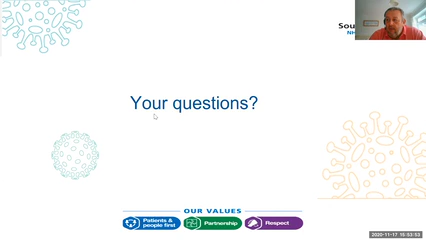 Sou
NH
Your questions?
OUR VALUES
Patients &
people first
Partnership
Respect
2020-11-17 15:53:53